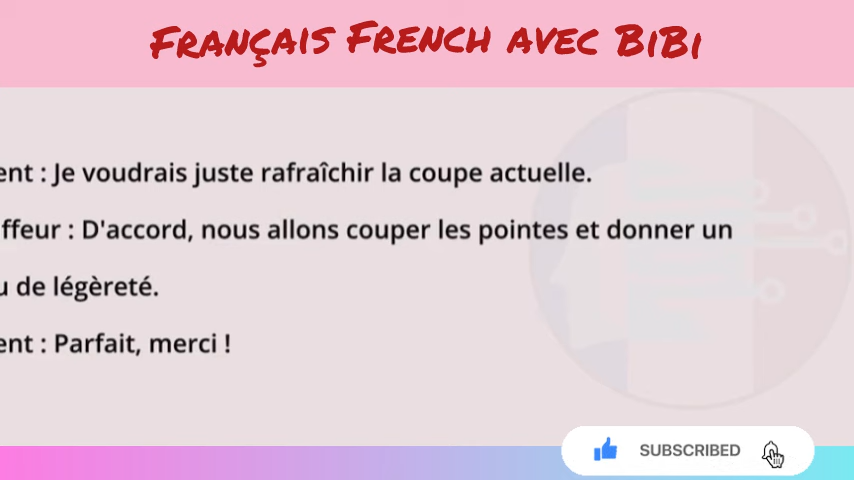 Français French avec BiBi
ent : Je voudrais juste rafraîchir la coupe actuelle.
ffeur : D'accord, nous allons couper les pointes et donner un
u de légèreté.
ent : Parfait, merci !
SUBSCRIBED